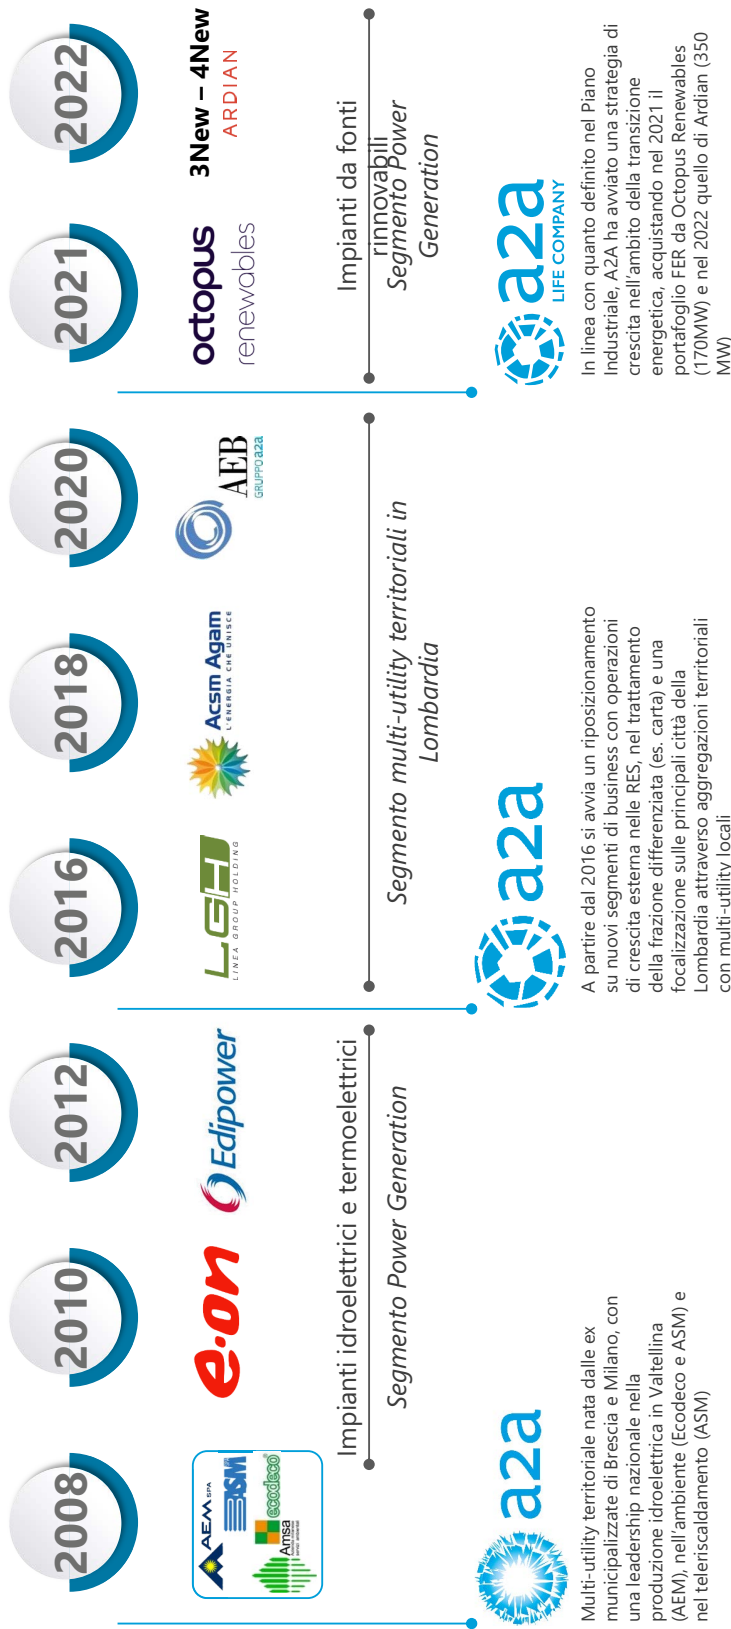 2008
2010
2012
2016
2018
2020
2021
2022
AEM SPA
ASM
ecodeco
Amsa
e·on
Edipower
LGH
LINEA GROUP HOLDING
Acsm Agam
L'ENERGIA CHE UNISCE
AEB
GRUPPO a2a
octopus
renewables
3New – 4New
ARDIAN
Impianti idroelettrici e termoelettrici
Segmento Power Generation
Segmento multi-utility territoriali in
Lombardia
Impianti da fonti
rinnovabili
Segmento Power
Generation
a2a
Multi-utility territoriale nata dalle ex
municipalizzate di Brescia e Milano, con
una leadership nazionale nella
produzione idroelettrica in Valtellina
(AEM), nell'ambiente (Ecodeco e ASM) e
nel teleriscaldamento (ASM)
a2a
A partire dal 2016 si avvia un riposizionamento
su nuovi segmenti di business con operazioni
di crescita esterna nelle RES, nel trattamento
della frazione differenziata (es. carta) e una
focalizzazione sulle principali città della
Lombardia attraverso aggregazioni territoriali
con multi-utility locali
a2a
LIFE COMPANY
In linea con quanto definito nel Piano
Industriale, A2A ha avviato una strategia di
crescita nell'ambito della transizione
energetica, acquistando nel 2021 il
portafoglio FER da Octopus Renewables
(170MW) e nel 2022 quello di Ardian (350
MW)